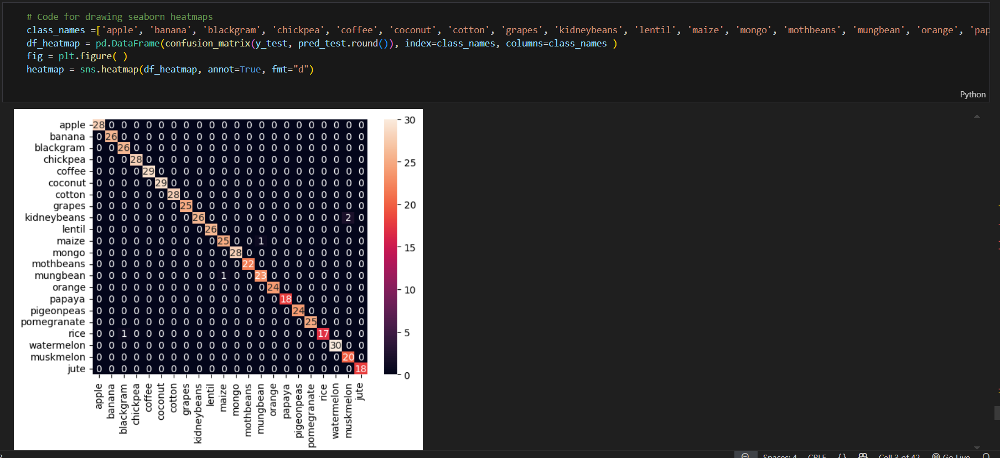 # Code for drawing seaborn heatmaps
class_names =['apple', 'banana', 'blackgram', 'chickpea', 'coffee', 'coconut', 'cotton', 'grapes', 'kidneybeans', 'lentil', 'maize', 'mongo', 'mothbeans', 'mungbean', 'orange', 'pap
df_heatmap = pd.DataFrame(confusion_matrix(y_test, pred_test.round()), index=class_names, columns=class_names )
fig = plt.figure( )
heatmap = sns.heatmap(df_heatmap, annot=True, fmt="d")
Python
apple 28 0 0 0 0 0 0 0 0 0 0 0 0 0 0 0 0 0 0 0 0 0
banana 0 26 0 0 0 0 0 0 0 0 0 0 0 0 0 0 0 0 0 0 0 0
blackgram 0 0 26 0 0 0 0 0 0 0 0 0 0 0 0 0 0 0 0 0 0 0
chickpea 0 0 0 28 0 0 0 0 0 0 0 0 0 0 0 0 0 0 0 0 0 0
coffee 0 0 0 0 29 0 0 0 0 0 0 0 0 0 0 0 0 0 0 0 0 0
coconut 0 0 0 0 0 29 0 0 0 0 0 0 0 0 0 0 0 0 0 0 0 0
cotton 0 0 0 0 0 0 28 0 0 0 0 0 0 0 0 0 0 0 0 0 0 0
grapes 0 0 0 0 0 0 0 25 0 0 0 0 0 0 0 0 0 0 0 0 0 0
kidneybeans 0 0 0 0 0 0 0 0 26 0 0 0 0 0 0 0 0 0 0 0 2 0
lentil 0 0 0 0 0 0 0 0 0 26 0 0 0 0 0 0 0 0 0 0 0 0
maize 0 0 0 0 0 0 0 0 0 0 25 0 0 1 0 0 0 0 0 0 0 0
mongo 0 0 0 0 0 0 0 0 0 0 0 28 0 0 0 0 0 0 0 0 0 0
mothbeans 0 0 0 0 0 0 0 0 0 0 0 0 22 0 0 0 0 0 0 0 0 0
mungbean 0 0 0 0 0 0 0 0 0 0 1 0 0 23 0 0 0 0 0 0 0 0
orange 0 0 0 0 0 0 0 0 0 0 0 0 0 0 24 0 0 0 0 0 0 0
papaya 0 0 0 0 0 0 0 0 0 0 0 0 0 0 0 18 0 0 0 0 0 0
pigeonpeas 0 0 0 0 0 0 0 0 0 0 0 0 0 0 0 0 24 0 0 0 0 0
pomegranate 0 0 0 0 0 0 0 0 0 0 0 0 0 0 0 0 0 25 0 0 0 0
rice 0 0 1 0 0 0 0 0 0 0 0 0 0 0 0 0 0 0 17 0 0 0
watermelon 0 0 0 0 0 0 0 0 0 0 0 0 0 0 0 0 0 0 0 30 0 0
muskmelon 0 0 0 0 0 0 0 0 0 0 0 0 0 0 0 0 0 0 0 0 20 0
jute 0 0 0 0 0 0 0 0 0 0 0 0 0 0 0 0 0 0 0 0 0 18
apple
banana
blackgram
chickpea
coffee
coconut
cotton
grapes
kidneybeans
lentil
maize
mongo
mothbeans
mungbean
orange
papaya
pigeonpeas
pomegranate
rice
watermelon
muskmelon
jute
30
25
20
15
10
5
0
Spaces: 4 CRLF {} Cell 3 of 42 Go Live